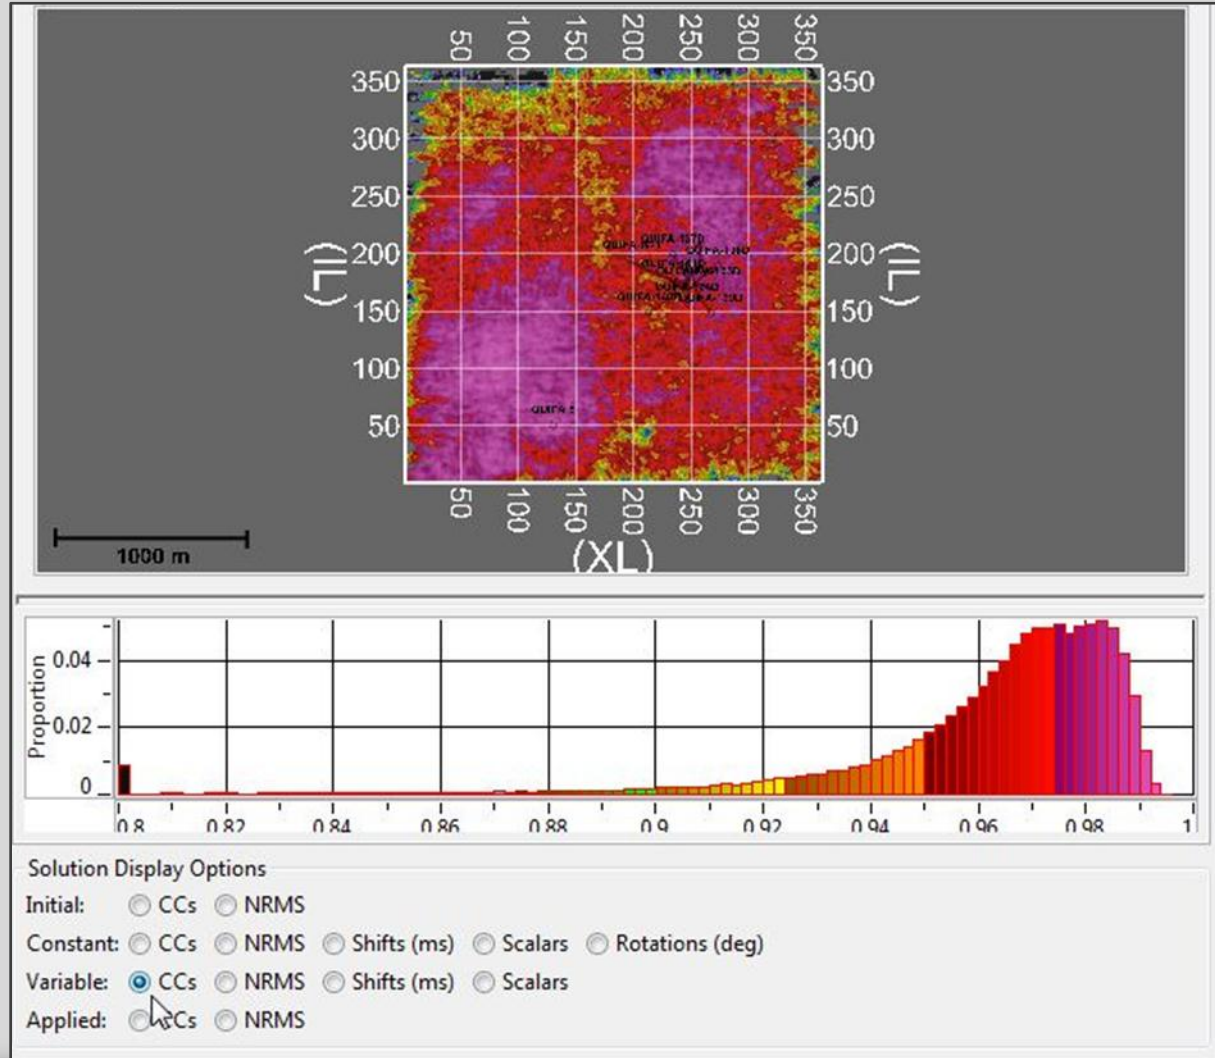 50 100 150 200 250 300 350
350 350
300 300
250 250
200 200
(IL) (IL)
150 150
100 100
50 50
50 100 150 200 250 300 350
(XL)
1000 m
Proportion
0.04
0.02
0
0.8 0.82 0.84 0.86 0.88 0.9 0.92 0.94 0.96 0.98 1
Solution Display Options
Initial: CCs NRMS
Constant: CCs NRMS Shifts (ms) Scalars Rotations (deg)
Variable: CCs NRMS Shifts (ms) Scalars
Applied: CCs NRMS